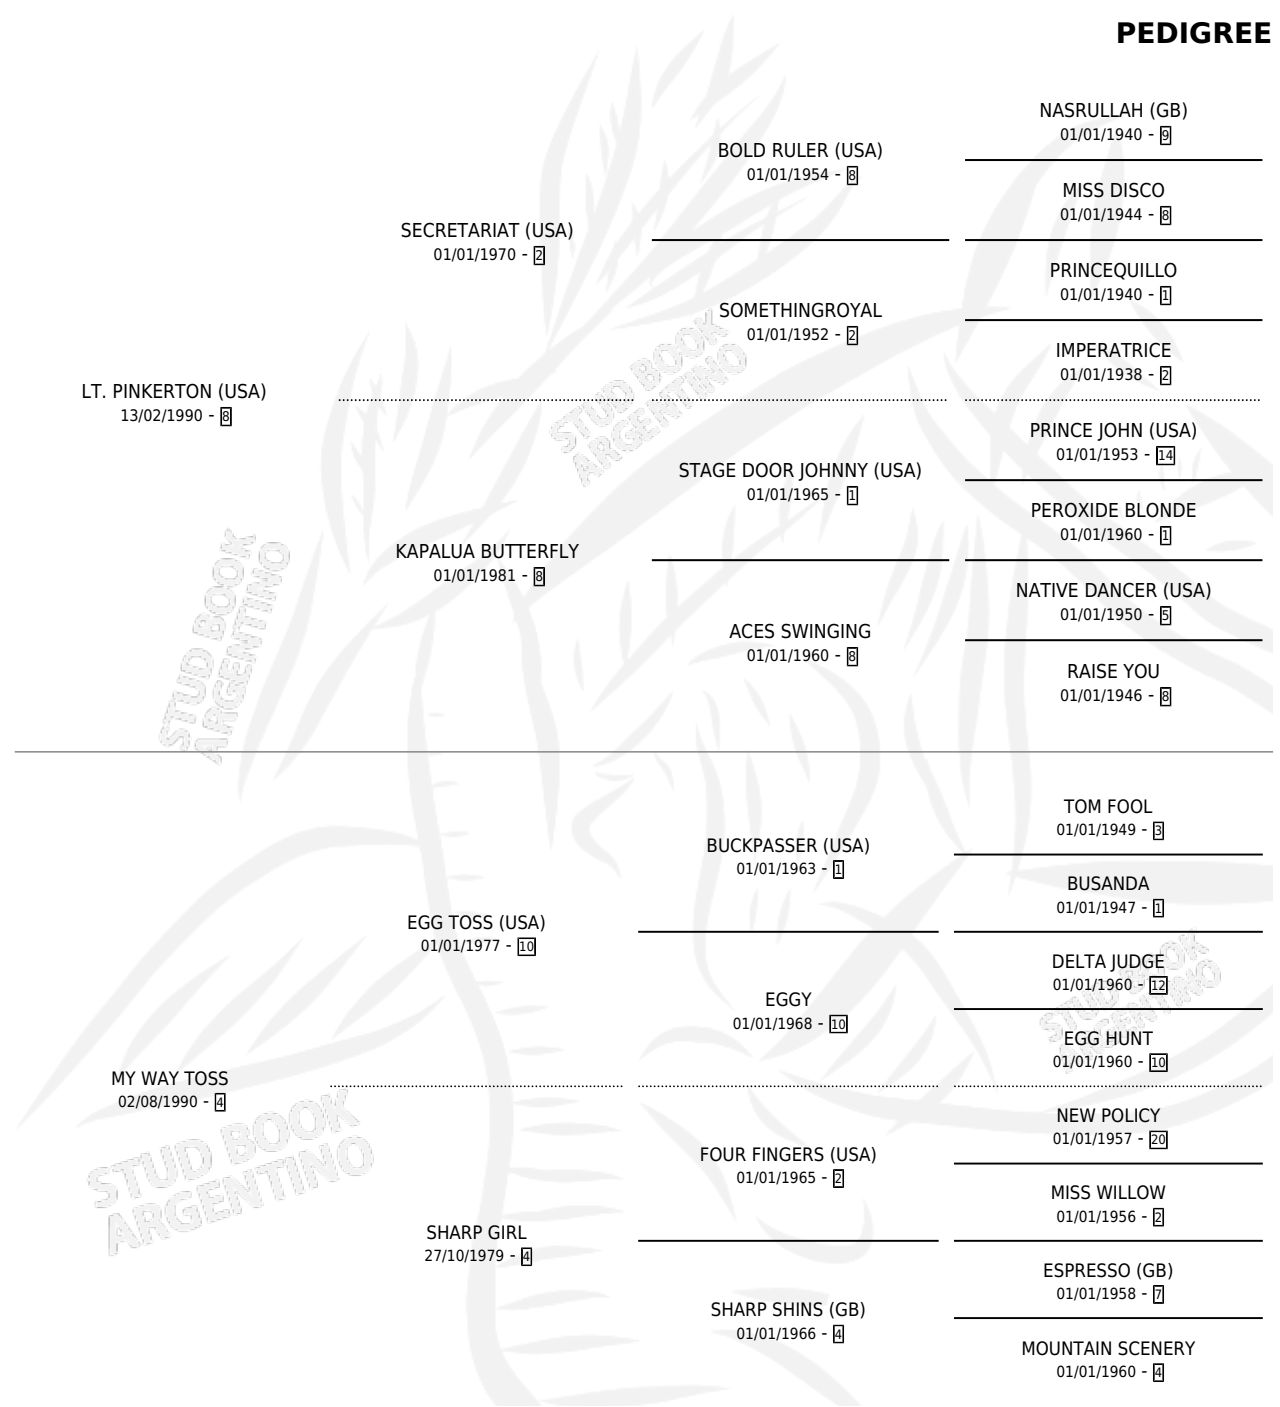 PEDIGREE
NASRULLAH (GB)
01/01/1940 - 9
BOLD RULER (USA)
01/01/1954 - 8
MISS DISCO
01/01/1944 - 8
SECRETARIAT (USA)
01/01/1970 - 2
PRINCEQUILLO
01/01/1940 - 1
SOMETHINGROYAL
01/01/1952 - 2
IMPERATRICE
01/01/1938 - 2
LT. PINKERTON (USA)
13/02/1990 - 8
PRINCE JOHN (USA)
01/01/1953 - 14
STAGE DOOR JOHNNY (USA)
01/01/1965 - 1
PEROXIDE BLONDE
01/01/1960 - 1
KAPALUA BUTTERFLY
01/01/1981 - 8
NATIVE DANCER (USA)
01/01/1950 - 5
ACES SWINGING
01/01/1960 - 8
RAISE YOU
01/01/1946 - 8
TOM FOOL
01/01/1949 - 3
BUCKPASSER (USA)
01/01/1963 - 1
BUSANDA
01/01/1947 - 1
EGG TOSS (USA)
01/01/1977 - 10
DELTA JUDGE
01/01/1960 - 12
EGGY
01/01/1968 - 10
EGG HUNT
01/01/1960 - 10
MY WAY TOSS
02/08/1990 - 4
NEW POLICY
01/01/1957 - 20
FOUR FINGERS (USA)
01/01/1965 - 2
MISS WILLOW
01/01/1956 - 2
SHARP GIRL
27/10/1979 - 4
ESPRESSO (GB)
01/01/1958 - 7
SHARP SHINS (GB)
01/01/1966 - 4
MOUNTAIN SCENERY
01/01/1960 - 4
STUD BOOK
ARGENTINO
STUD BOOK
ARGENTINO
STUD BOOK
ARGENTINO
STUD BOOK
ARGENTINO